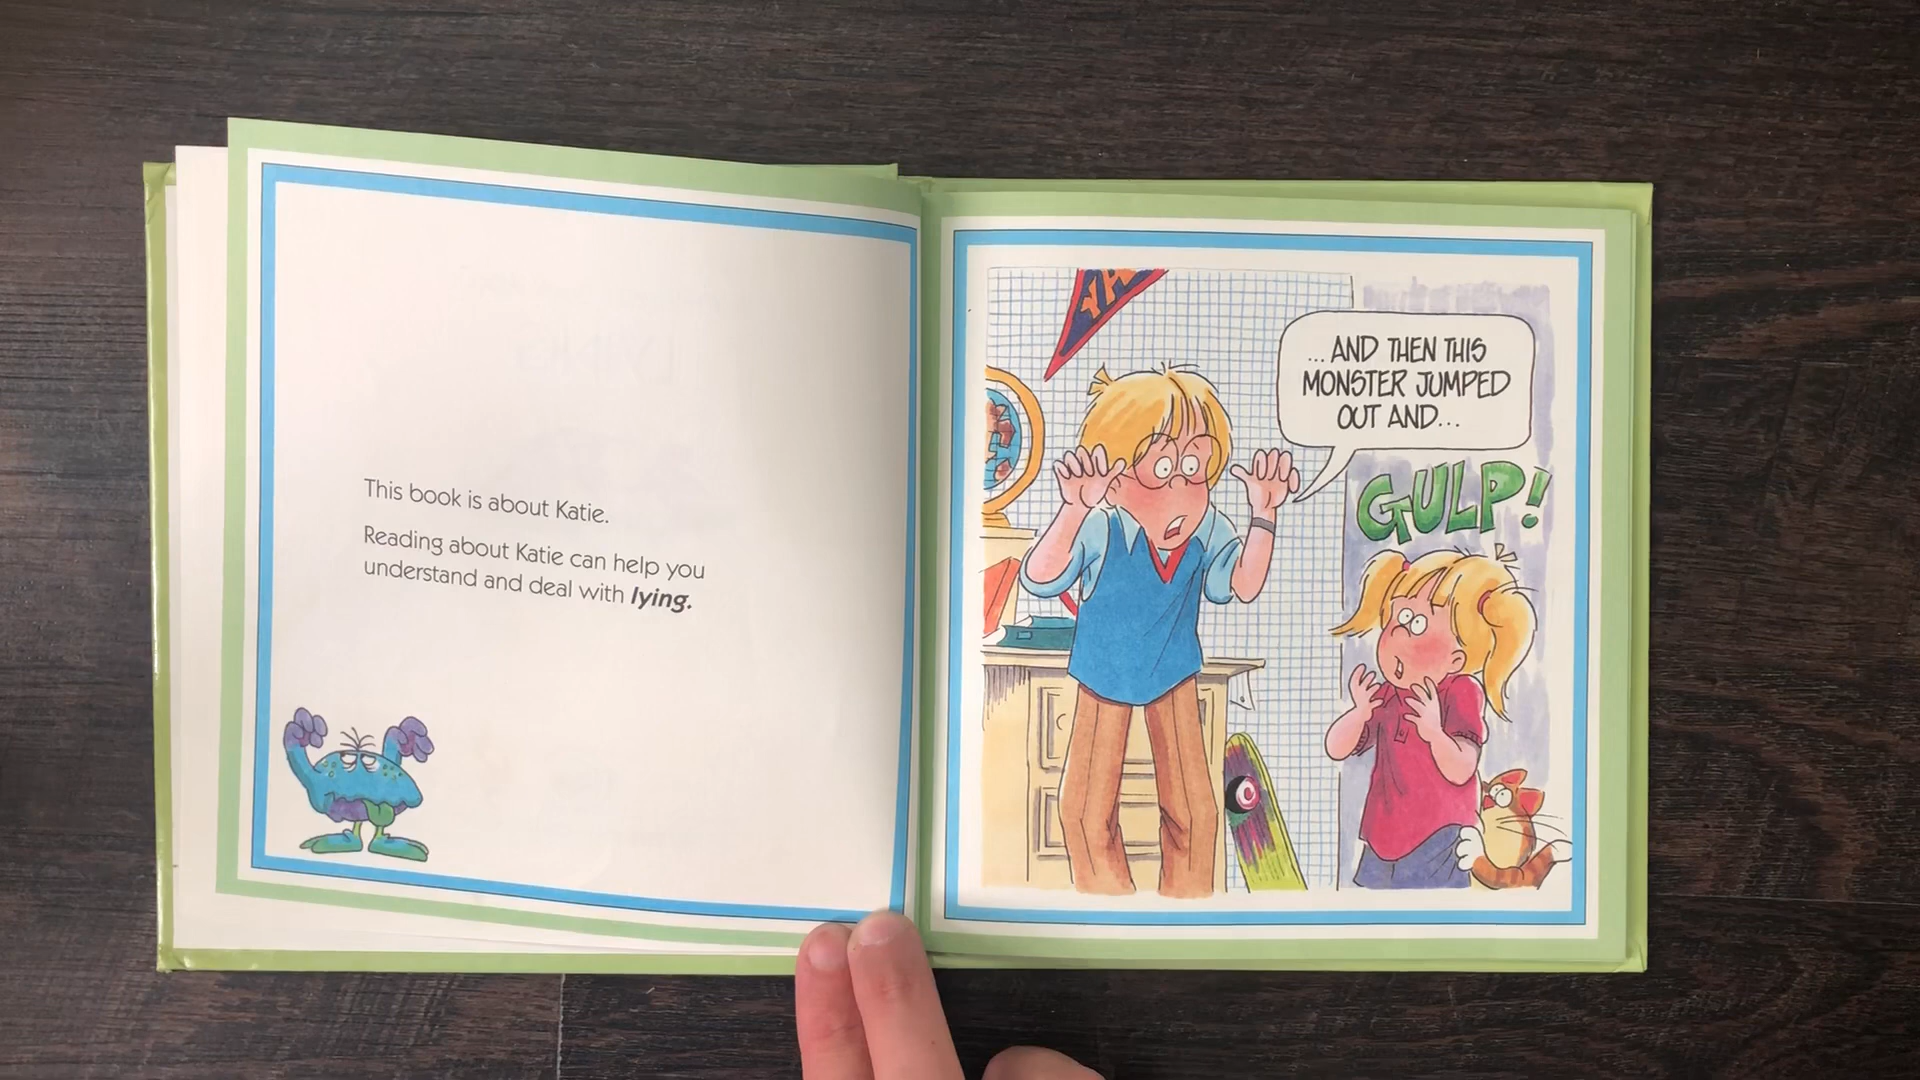 This book is about Katie.
Reading about Katie can help you
understand and deal with lying.
...AND THEN THIS
MONSTER JUMPED
OUT AND...
GULP!